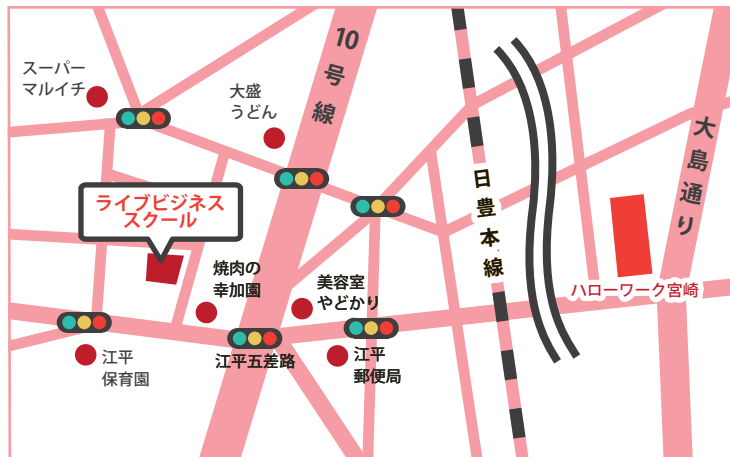 スーパー
マルイチ
大盛
うどん
10号線
大島通り
日豊本線
ライブビジネス
スクール
焼肉の
幸加園
美容室
やどかり
ハローワーク宮崎
江平五差路
江平
郵便局
江平
保育園